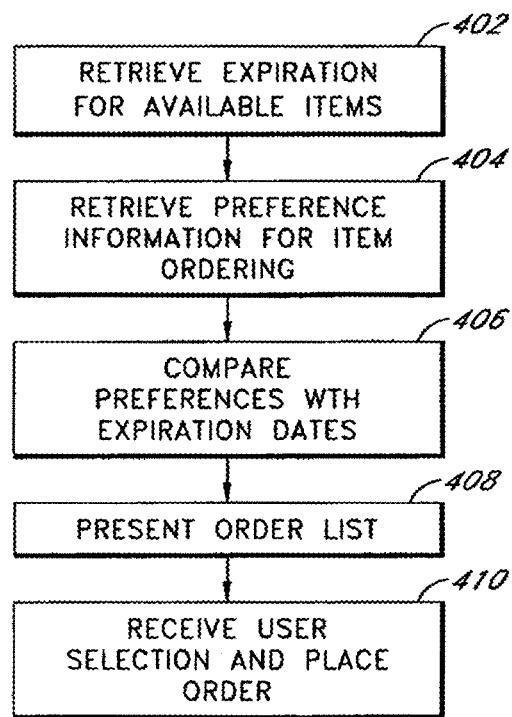 402
RETRIEVE EXPIRATION
FOR AVAILABLE ITEMS
404
RETRIEVE PREFERENCE
INFORMATION FOR ITEM
ORDERING
406
COMPARE
PREFERENCES WTH
EXPIRATION DATES
408
PRESENT ORDER LIST
410
RECEIVE USER
SELECTION AND PLACE
ORDER